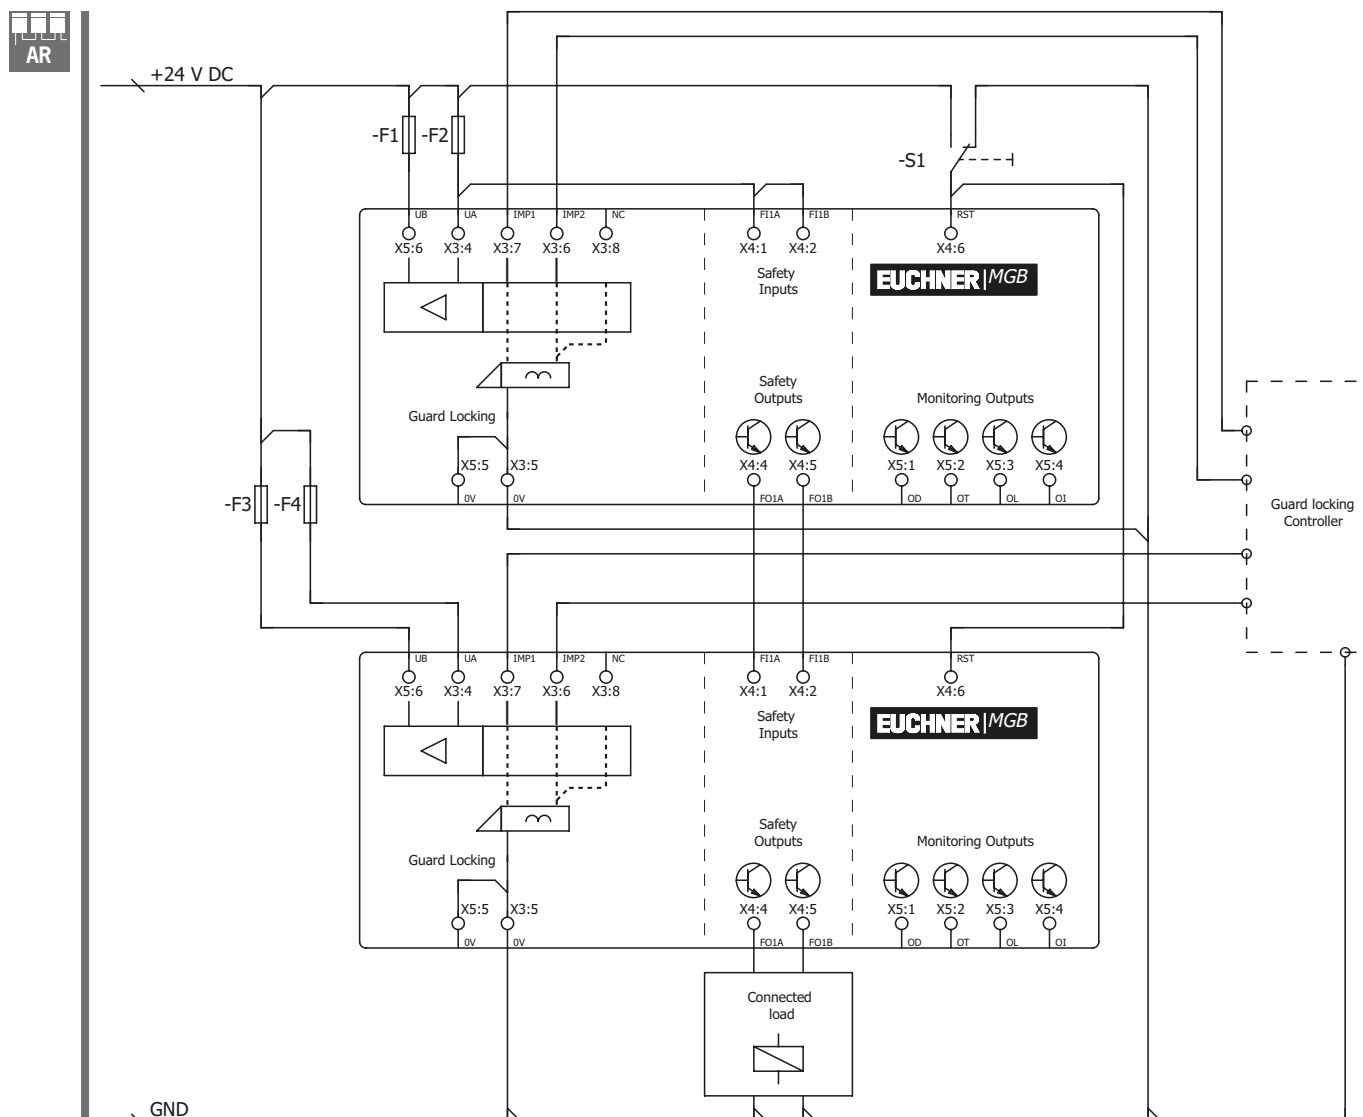 AR
+24 V DC
-F1
-F2
-S1
UB
UA
IMP1
IMP2
NC
FI1A
FI1B
RST
X5:6
X3:4
X3:7
X3:6
X3:8
X4:1
X4:2
X4:6
Safety
Inputs
EUCHNER MGB
Safety
Outputs
Guard Locking
Monitoring Outputs
X5:5
X3:5
X4:4
X4:5
X5:1
X5:2
X5:3
X5:4
0V
0V
FO1A
FO1B
OD
OT
OL
OI
-F3
-F4
Guard locking
Controller
UB
UA
IMP1
IMP2
NC
FI1A
FI1B
RST
X5:6
X3:4
X3:7
X3:6
X3:8
X4:1
X4:2
X4:6
Safety
Inputs
EUCHNER MGB
Safety
Outputs
Guard Locking
Monitoring Outputs
X5:5
X3:5
X4:4
X4:5
X5:1
X5:2
X5:3
X5:4
0V
0V
FO1A
FO1B
OD
OT
OL
OI
Connected
load
GND